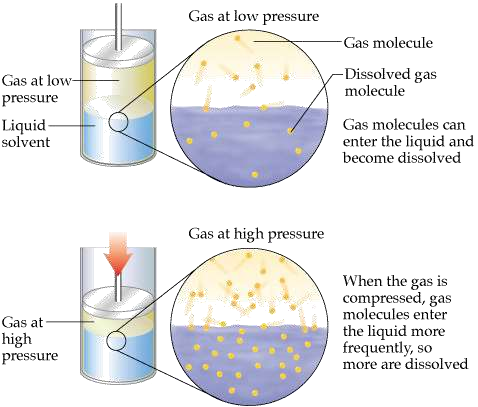 Gas at low pressure
Gas molecule
Dissolved gas
molecule
Gas at low
pressure
Liquid
solvent
Gas molecules can
enter the liquid and
become dissolved
Gas at high pressure
Gas at
high
pressure
When the gas is
compressed, gas
molecules enter
the liquid more
frequently, so
more are dissolved